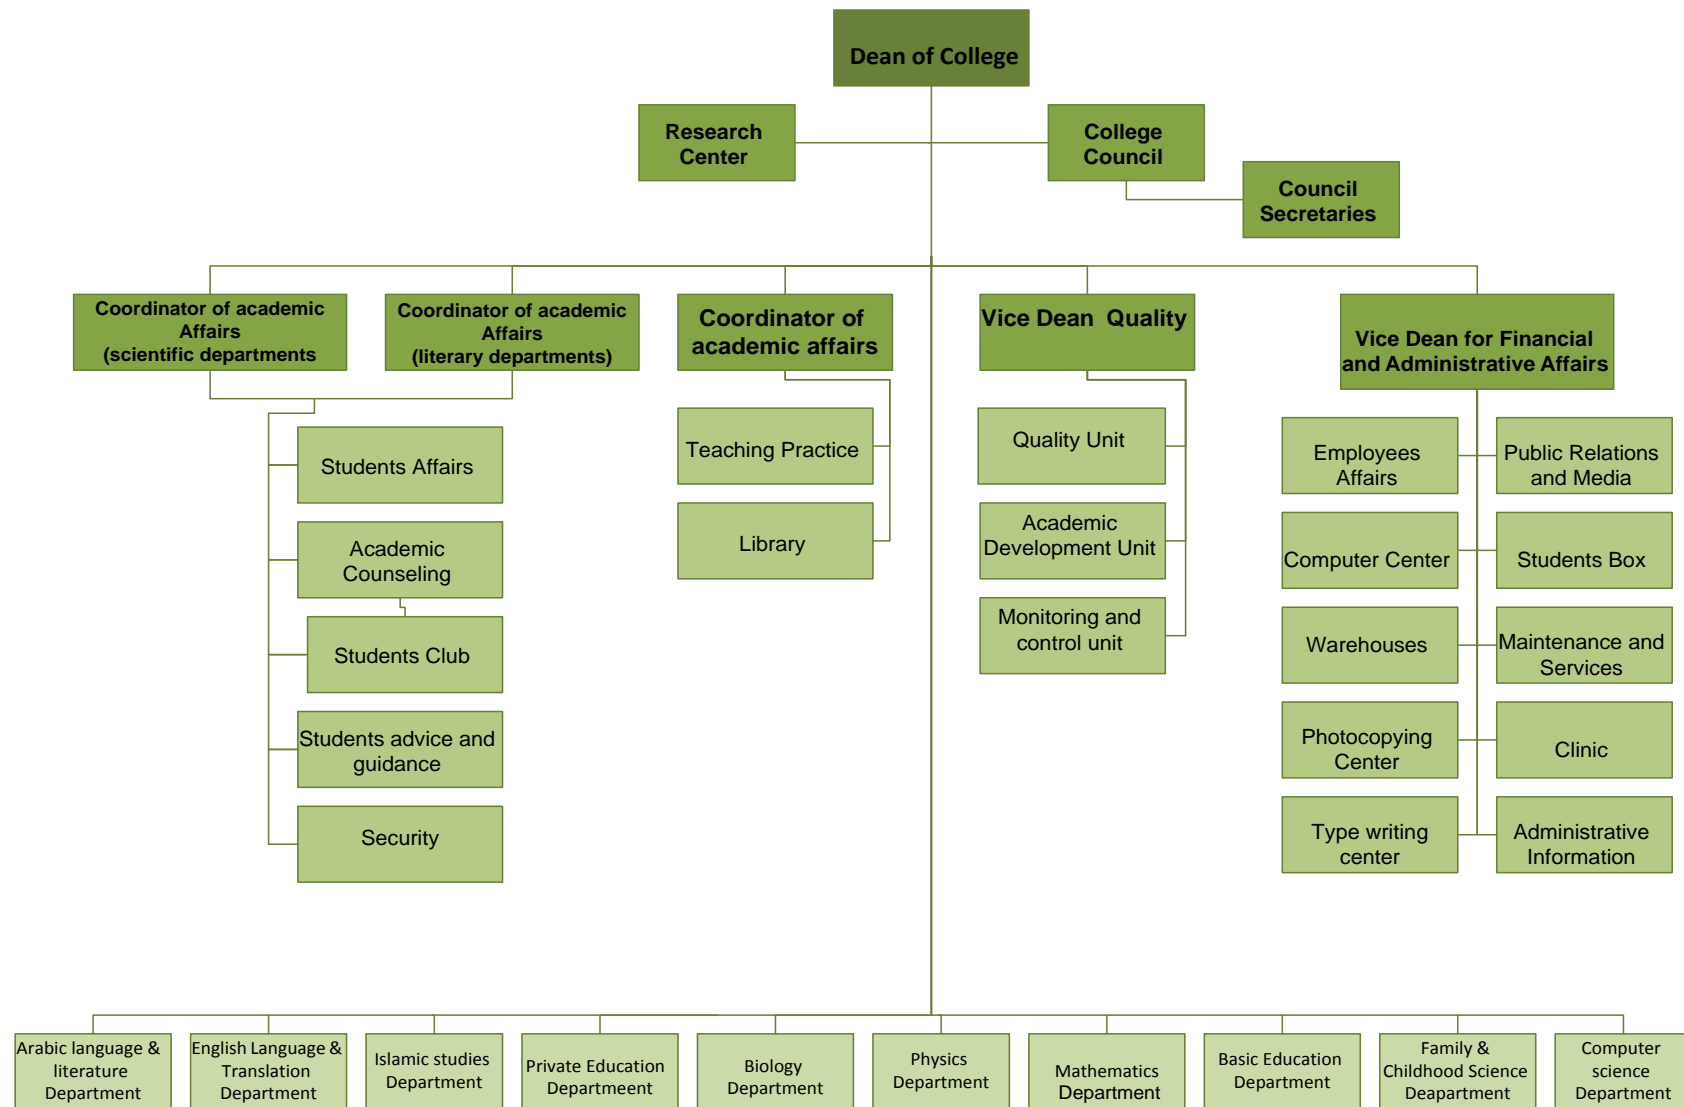 Dean of College
Research
Center
College
Council
Council
Secretaries
Coordinator of academic
Affairs
(scientific departments
Coordinator of academic
Affairs
(literary departments)
Coordinator of
academic affairs
Vice Dean  Quality
Vice Dean for Financial
and Administrative Affairs
Students Affairs
Academic
Counseling
Students Club
Students advice and
guidance
Security
Teaching Practice
Library
Quality Unit
Academic
Development Unit
Monitoring and
control unit
Employees
Affairs
Public Relations
and Media
Computer Center
Students Box
Warehouses
Maintenance and
Services
Photocopying
Center
Clinic
Type writing
center
Administrative
Information
Arabic language &
literature
Department
English Language &
Translation
Department
Islamic studies
Department
Private Education
Departmeent
Biology
Department
Physics
Department
Mathematics
Department
Basic Education
Department
Family &
Childhood Science
Deapartment
Computer
science
Department